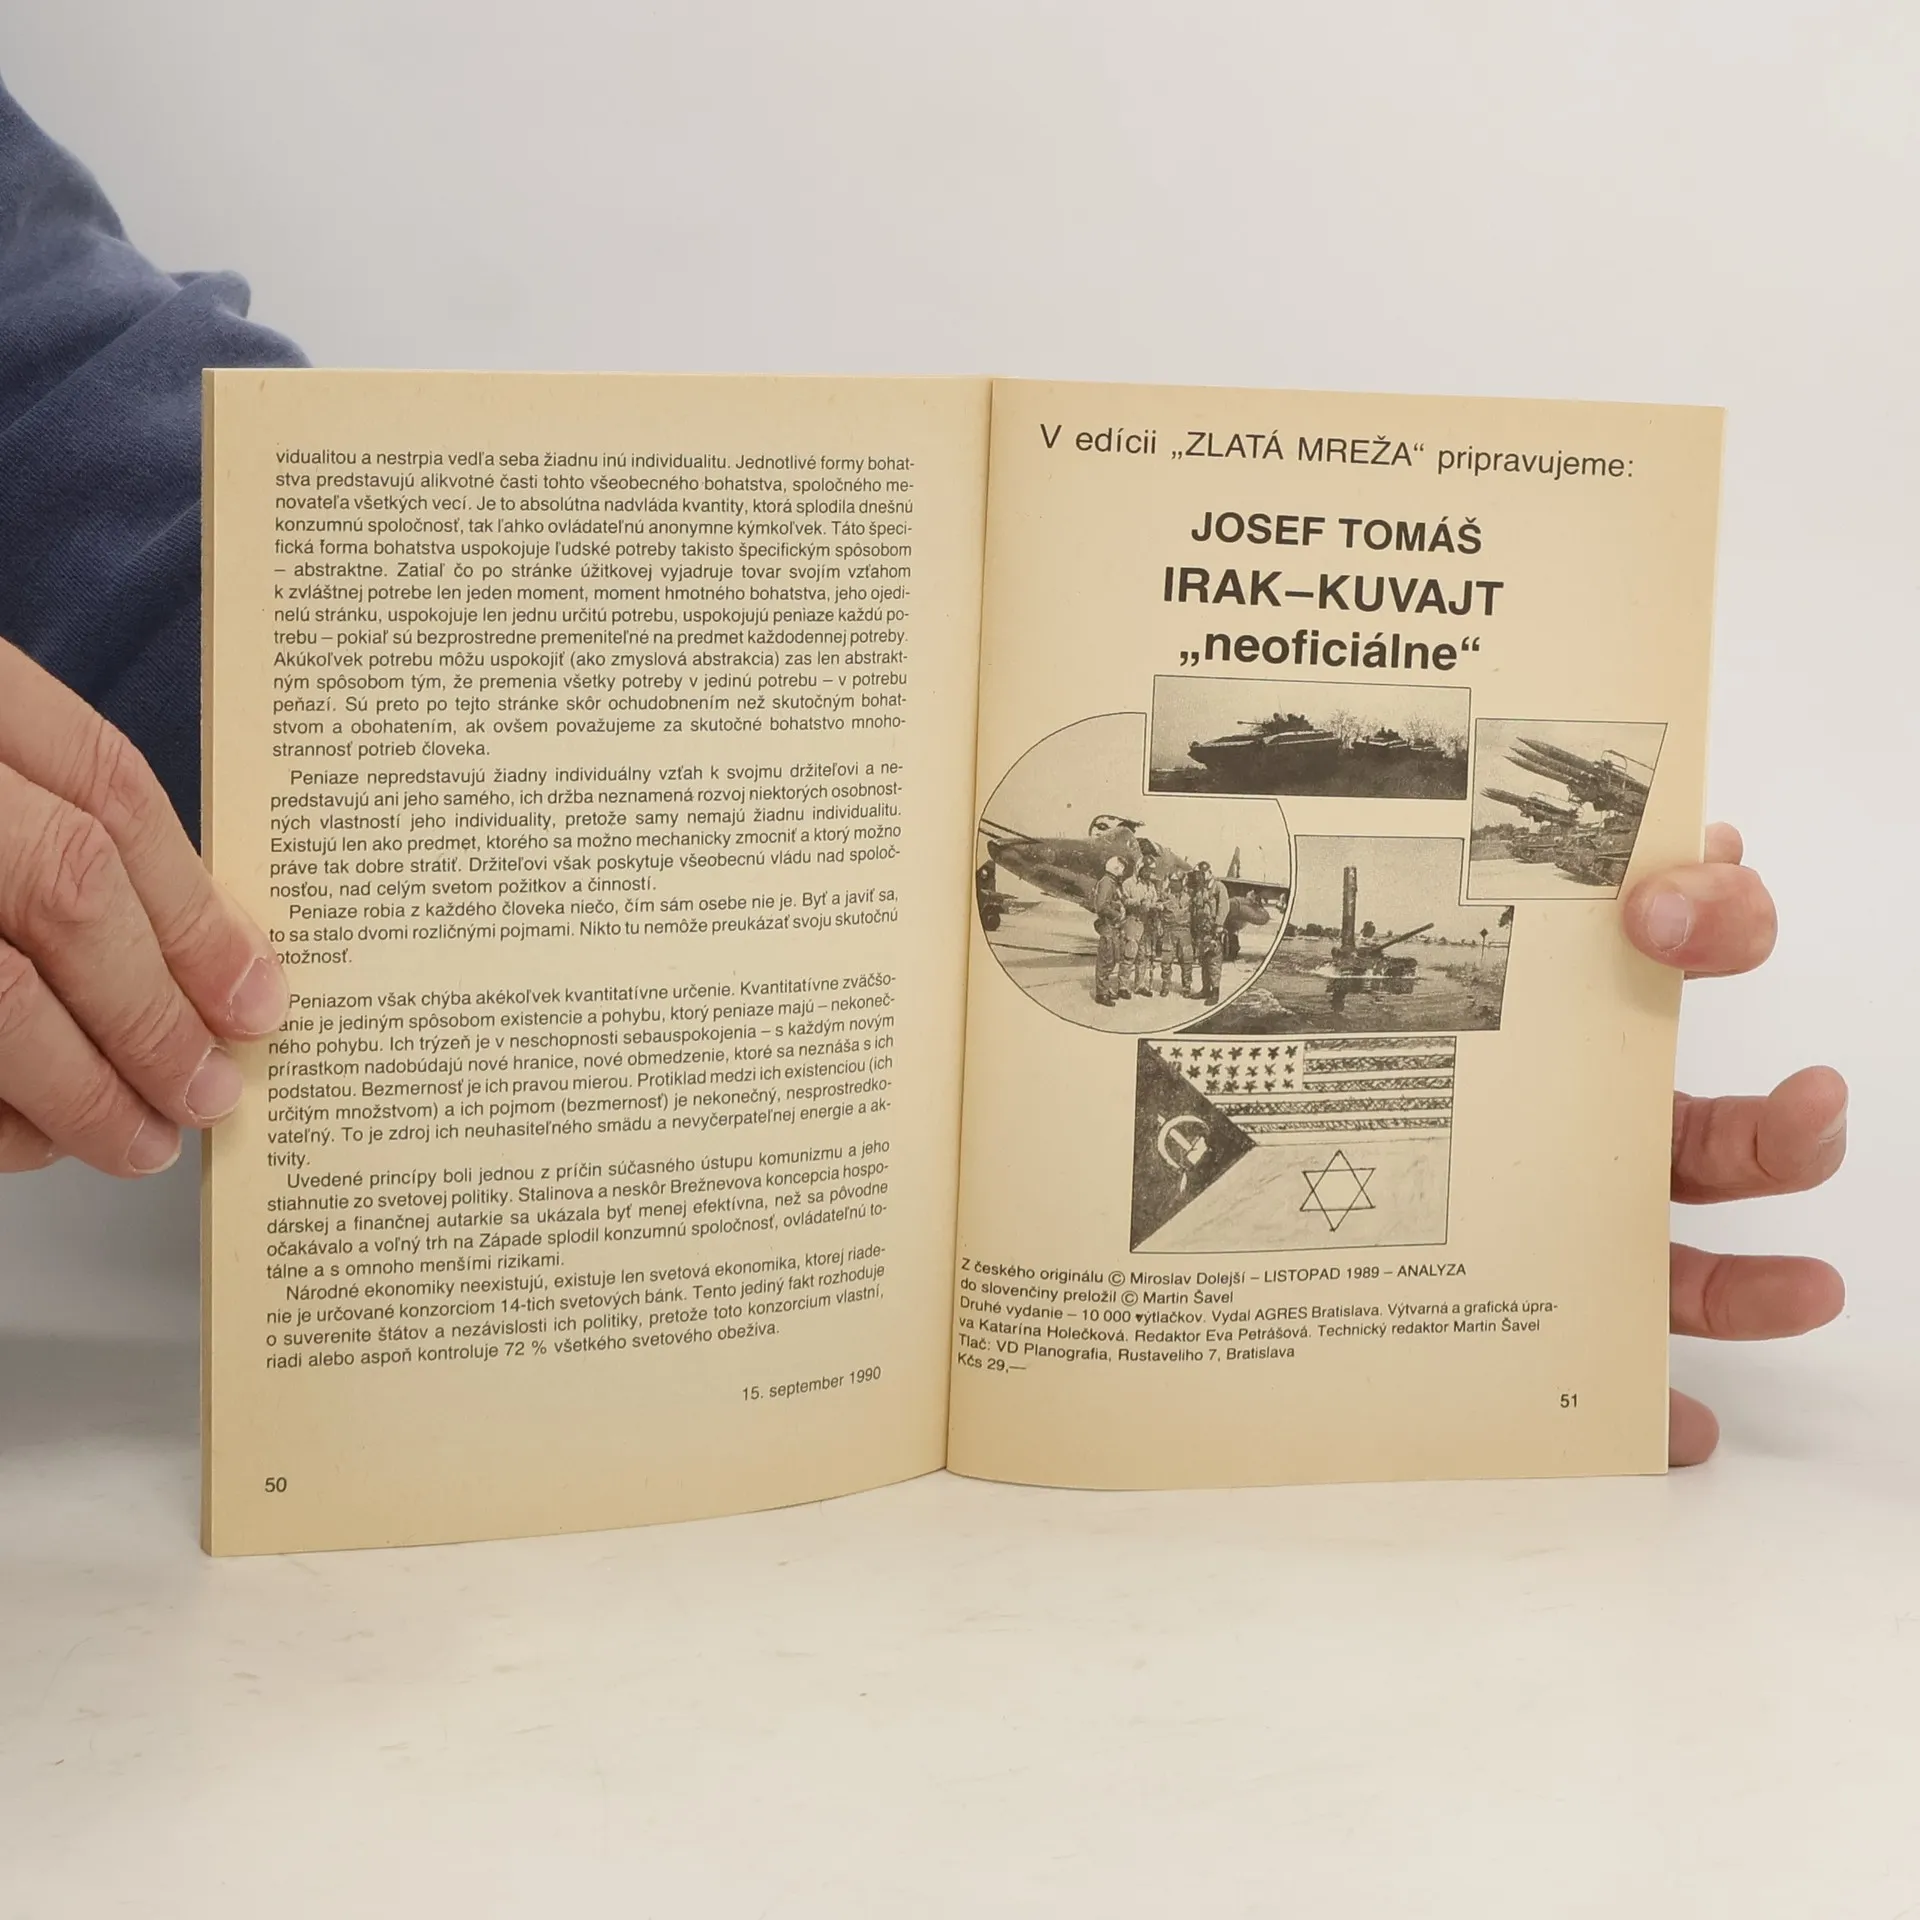 vidualitou a nestrpia vedľa seba žiadnu inú individualitu. Jednotlivé formy bohat-
stva predstavujú alikvotné časti tohto všeobecného bohatstva, spoločného me-
novateľa všetkých vecí. Je to absolútna nadvláda kvantity, ktorá splodila dnešnú
konzumnú spoločnosť, tak ľahko ovládateľnú anonymne kýmkoľvek. Táto špeci-
fická forma bohatstva uspokojuje ľudské potreby takisto špecifickým spôsobom
– abstraktne. Zatiaľ čo po stránke úžitkovej vyjadruje tovar svojím vzťahom
k zvláštnej potrebe len jeden moment, moment hmotného bohatstva, jeho ojedi-
nelú stránku, uspokojuje len jednu určitú potrebu, uspokojujú peniaze každú po-
trebu – pokiaľ sú bezprostredne premeniteľné na predmet každodennej potreby.
Akúkoľvek potrebu môžu uspokojiť (ako zmyslová abstrakcia) zas len abstrakt-
ným spôsobom tým, že premenia všetky potreby v jedinú potrebu – v potrebu
peňazí. Sú preto po tejto stránke skôr ochudobnením než skutočným bohat-
stvom a obohatením, ak ovšem považujeme za skutočné bohatstvo mnoho-
strannosť potrieb človeka.
Peniaze nepredstavujú žiadny individuálny vzťah k svojmu držiteľovi a ne-
predstavujú ani jeho samého, ich držba neznamená rozvoj niektorých osobnost-
ných vlastností jeho individuality, pretože samy nemajú žiadnu individualitu.
Existujú len ako predmet, ktorého sa možno mechanicky zmocniť a ktorý možno
práve tak dobre stratiť. Držiteľovi však poskytuje všeobecnú vládu nad spoloč-
nosťou, nad celým svetom požitkov a činností.
Peniaze robia z každého človeka niečo, čím sám osebe nie je. Byť a javiť sa,
to sa stalo dvomi rozličnými pojmami. Nikto tu nemôže preukázať svoju skutočnú
otožnosť.
Peniazom však chýba akékoľvek kvantitatívne určenie. Kvantitatívne zväčšo-
anie je jediným spôsobom existencie a pohybu, ktorý peniaze majú – nekoneč-
ného pohybu. Ich trýzeň je v neschopnosti sebauspokojenia – s každým novým
prírastkom nadobúdajú nové hranice, nové obmedzenie, ktoré sa neznáša s ich
podstatou. Bezmernosť je ich pravou mierou. Protiklad medzi ich existenciou (ich
určitým množstvom) a ich pojmom (bezmernosť) je nekonečný, nesprostredko-
vateľný. To je zdroj ich neuhasiteľného smädu a nevyčerpateľnej energie a ak-
tivity.
Uvedené princípy boli jednou z príčin súčasného ústupu komunizmu a jeho
stiahnutie zo svetovej politiky. Stalinova a neskôr Brežnevova koncepcia hospo-
dárskej a finančnej autarkie sa ukázala byť menej efektívna, než sa pôvodne
očakávalo a voľný trh na Západe splodil konzumnú spoločnosť, ovládateľnú to-
tálne a s omnoho menšími rizikami.
Národné ekonomiky neexistujú, existuje len svetová ekonomika, ktorej riade-
nie je určované konzorciom 14-tich svetových bánk. Tento jediný fakt rozhoduje
o suverenite štátov a nezávislosti ich politiky, pretože toto konzorcium vlastní,
riadi alebo aspoň kontroluje 72 % všetkého svetového obeživa.
15. september 1990
50
V edícii „ZLATÁ MREŽA“ pripravujeme:
JOSEF TOMÁŠ
IRAK–KUVAJT
„neoficiálne“
Z českého originálu © Miroslav Dolejší – LISTOPAD 1989 – ANALYZA
do slovenčiny preložil © Martin Šavel
Druhé vydanie – 10 000 výtlačkov. Vydal AGRES Bratislava. Výtvarná a grafická úpra-
va Katarína Holečková. Redaktor Eva Petrášová. Technický redaktor Martin Šavel
Tlač: VD Planografia, Rustaveliho 7, Bratislava
Kčs 29,—
51